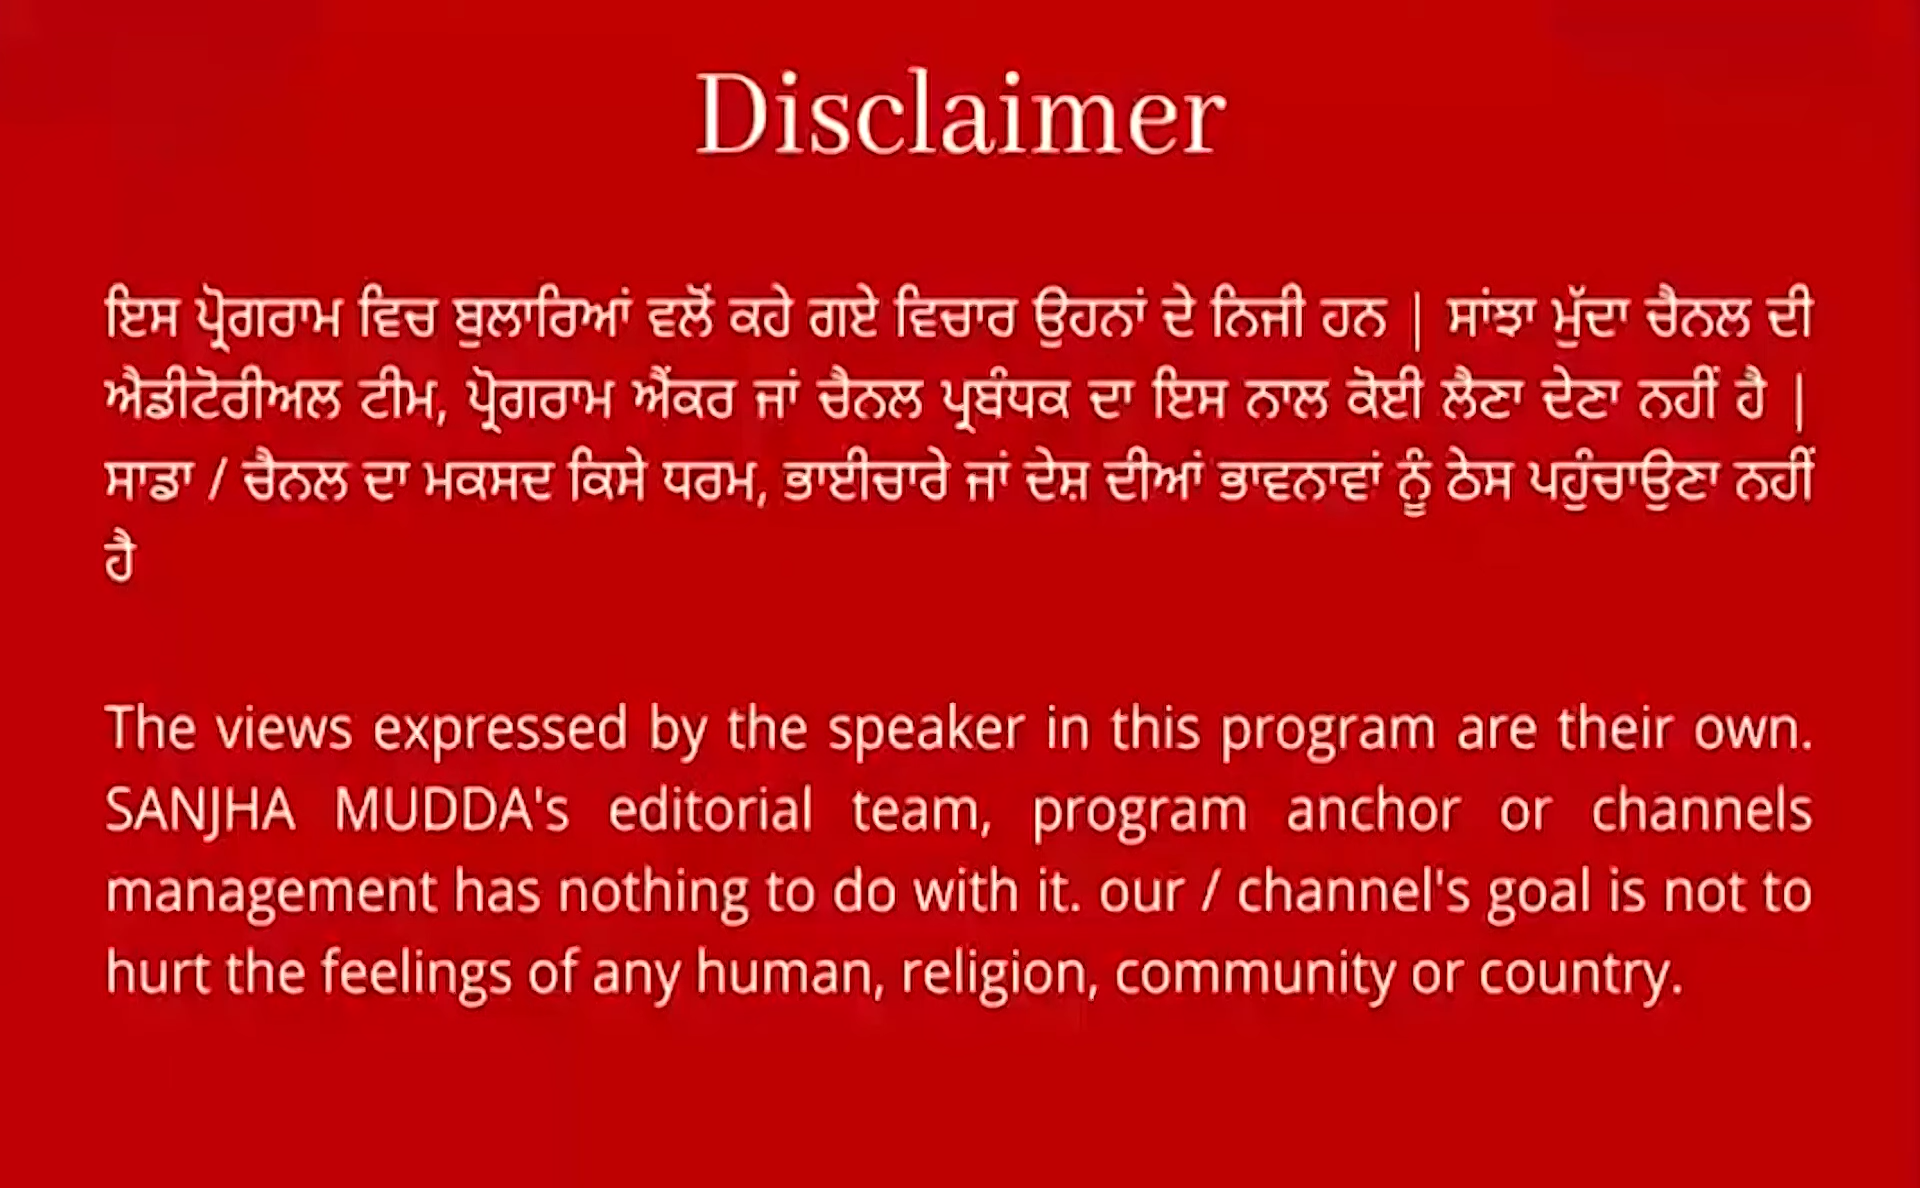 Disclaimer
ਇਸ ਪ੍ਰੋਗਰਾਮ ਵਿਚ ਬੁਲਾਰਿਆਂ ਵਲੋਂ ਕਹੇ ਗਏ ਵਿਚਾਰ ਉਹਨਾਂ ਦੇ ਨਿਜੀ ਹਨ | ਸਾਂਝਾ ਮੁੱਦਾ ਚੈਨਲ ਦੀ
ਐਡੀਟੋਰੀਅਲ ਟੀਮ, ਪ੍ਰੋਗਰਾਮ ਐਂਕਰ ਜਾਂ ਚੈਨਲ ਪ੍ਰਬੰਧਕ ਦਾ ਇਸ ਨਾਲ ਕੋਈ ਲੈਣਾ ਦੇਣਾ ਨਹੀਂ ਹੈ |
ਸਾਡਾ / ਚੈਨਲ ਦਾ ਮਕਸਦ ਕਿਸੇ ਧਰਮ, ਭਾਈਚਾਰੇ ਜਾਂ ਦੇਸ਼ ਦੀਆਂ ਭਾਵਨਾਵਾਂ ਨੂੰ ਠੇਸ ਪਹੁੰਚਾਉਣਾ ਨਹੀਂ
ਹੈ
The views expressed by the speaker in this program are their own.
SANJHA MUDDA's editorial team, program anchor or channels
management has nothing to do with it. our / channel's goal is not to
hurt the feelings of any human, religion, community or country.